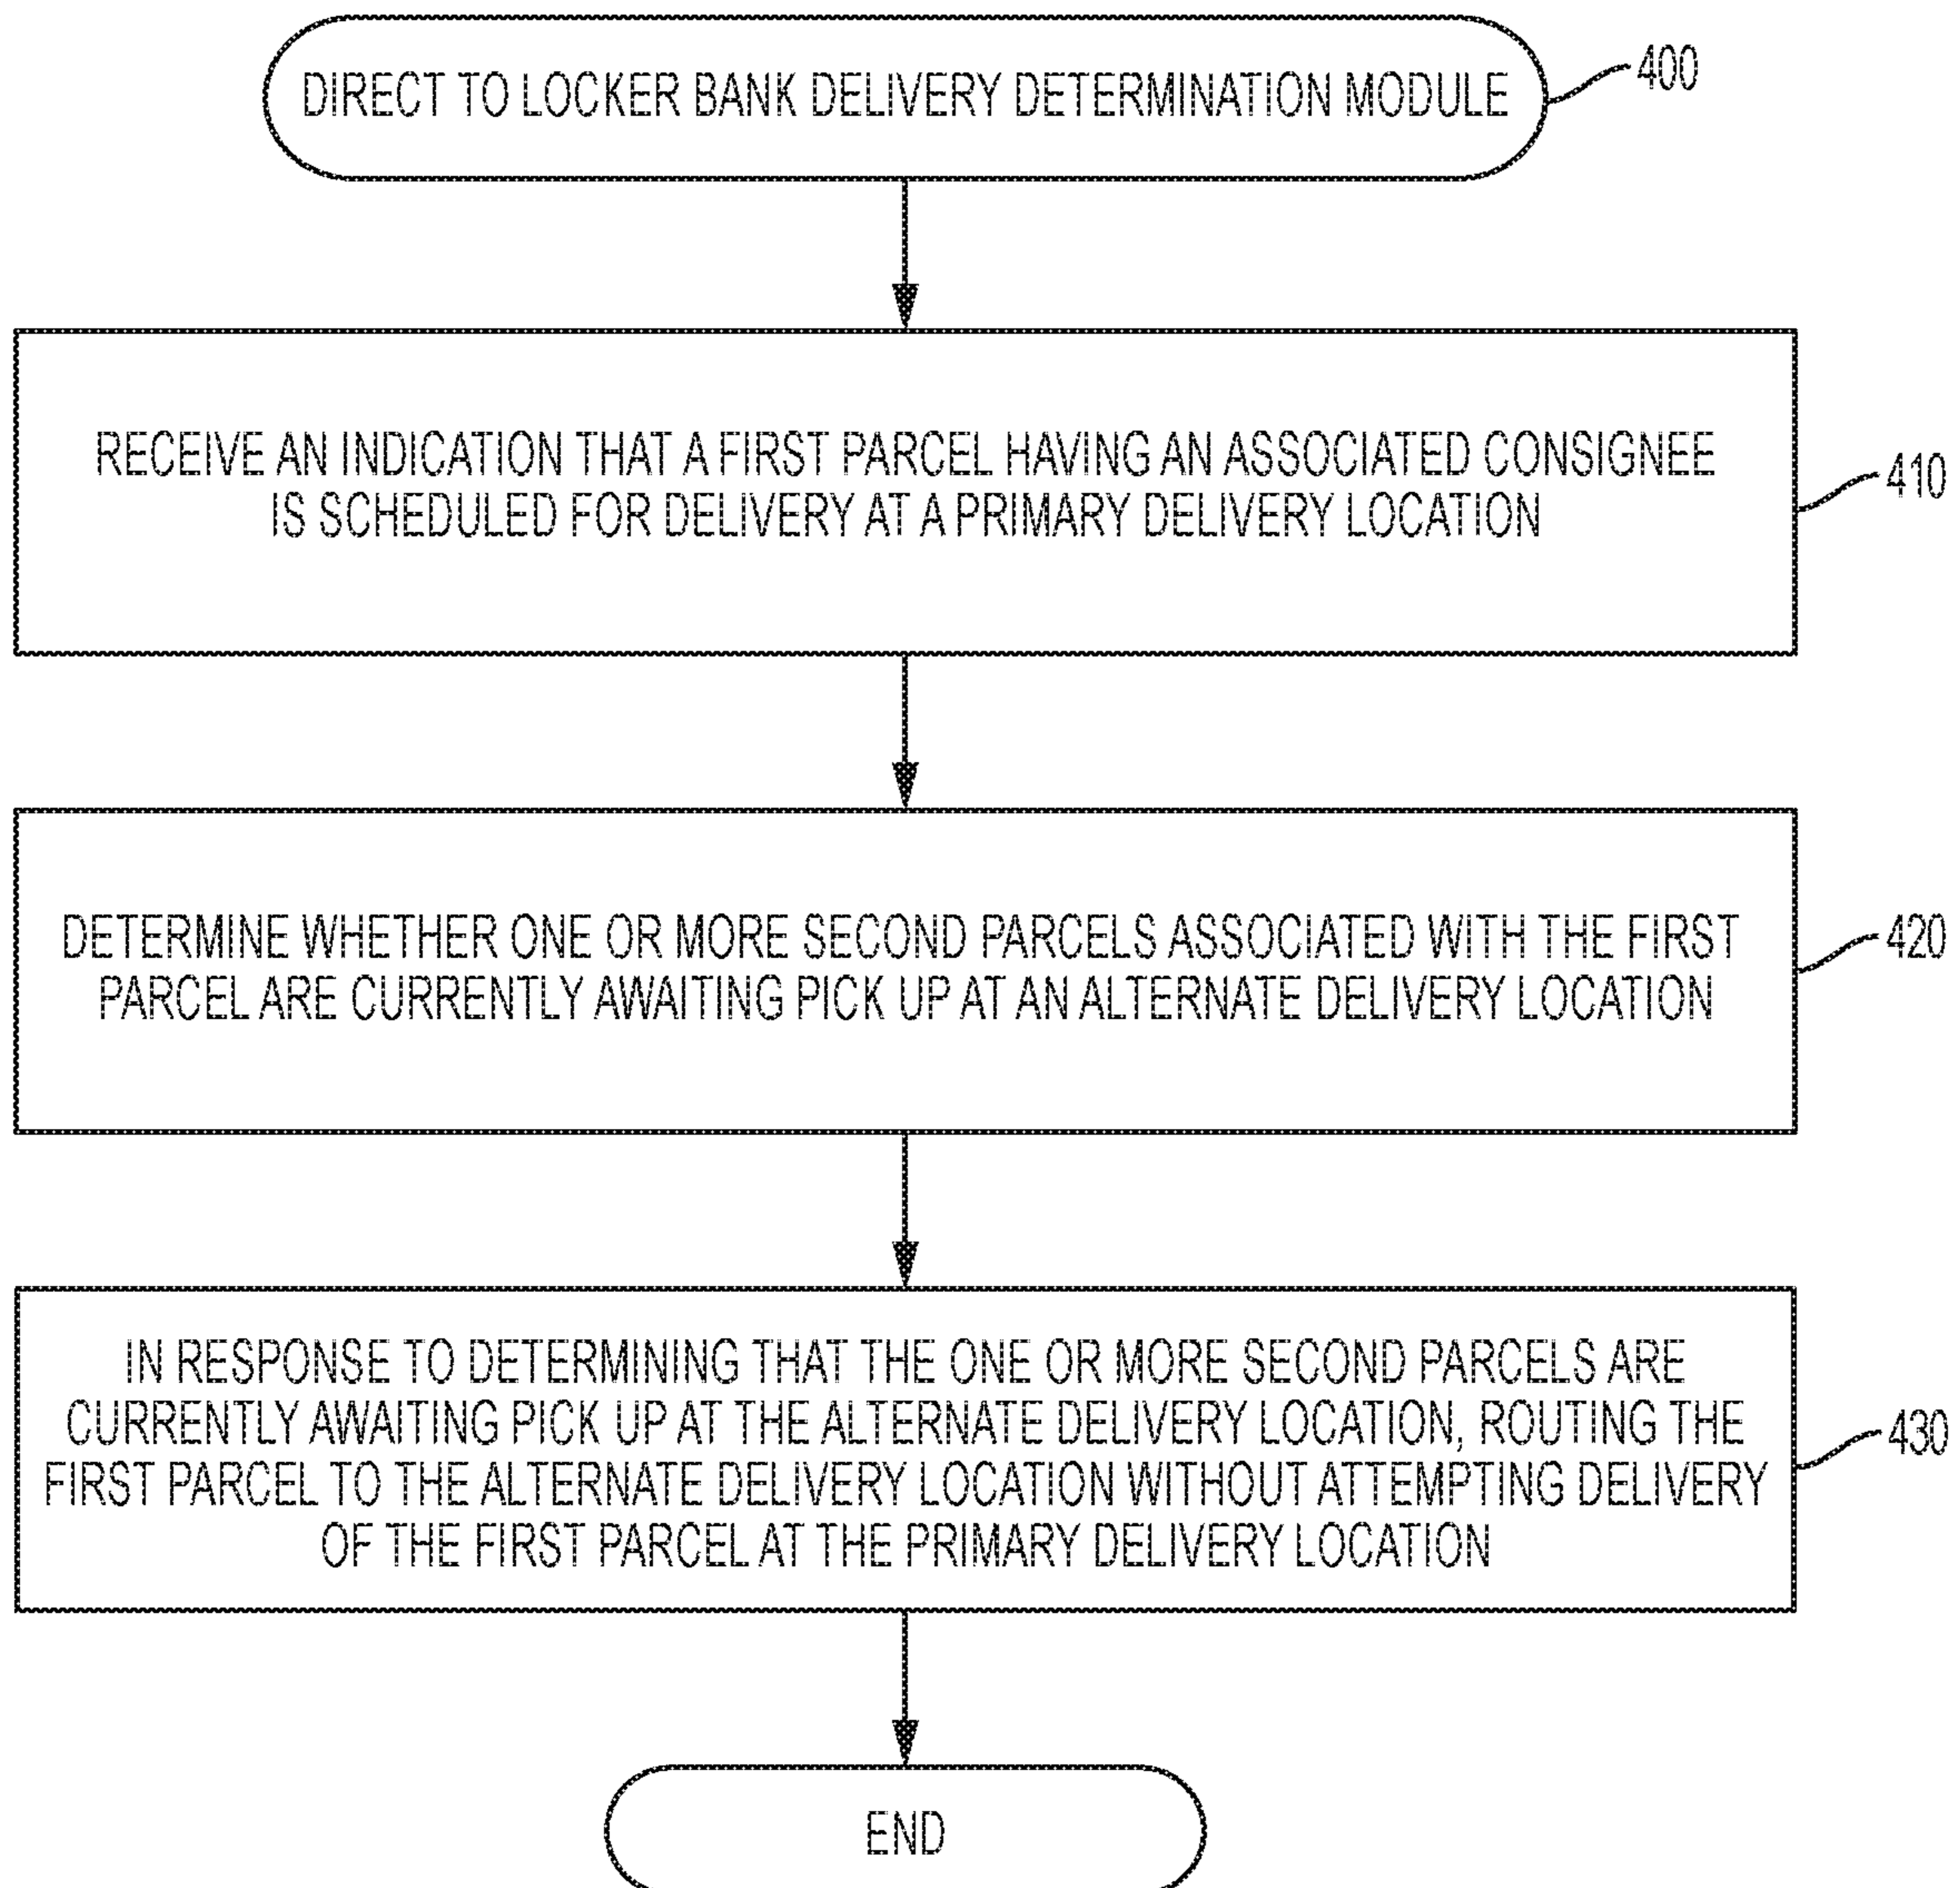 DIRECT TO LOCKER BANK DELIVERY DETERMINATION MODULE
400
RECEIVE AN INDICATION THAT A FIRST PARCEL HAVING AN ASSOCIATED CONSIGNEE
IS SCHEDULED FOR DELIVERY AT A PRIMARY DELIVERY LOCATION
410
DETERMINE WHETHER ONE OR MORE SECOND PARCELS ASSOCIATED WITH THE FIRST
PARCEL ARE CURRENTLY AWAITING PICK UP AT AN ALTERNATE DELIVERY LOCATION
420
IN RESPONSE TO DETERMINING THAT THE ONE OR MORE SECOND PARCELS ARE
CURRENTLY AWAITING PICK UP AT THE ALTERNATE DELIVERY LOCATION, ROUTING THE
FIRST PARCEL TO THE ALTERNATE DELIVERY LOCATION WITHOUT ATTEMPTING DELIVERY
OF THE FIRST PARCEL AT THE PRIMARY DELIVERY LOCATION
430
END